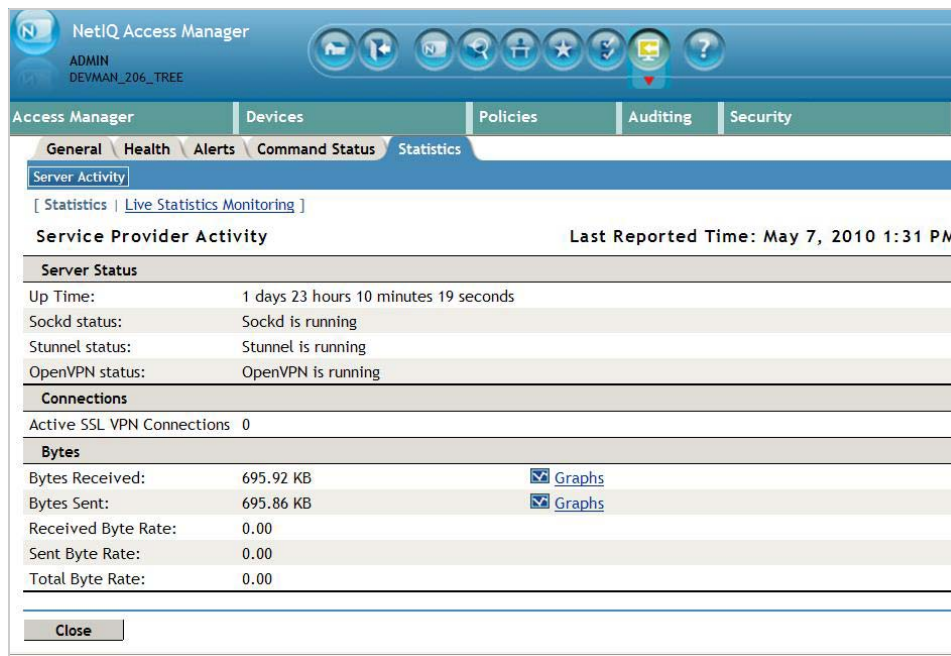 NetIQ Access Manager
ADMIN
DEVMAN_206_TREE
Access Manager Devices Policies Auditing Security
General Health Alerts Command Status Statistics
Server Activity
[ Statistics | Live Statistics Monitoring ]
Service Provider Activity Last Reported Time: May 7, 2010 1:31 PM
Server Status
Up Time: 1 days 23 hours 10 minutes 19 seconds
Sockd status: Sockd is running
Stunnel status: Stunnel is running
OpenVPN status: OpenVPN is running
Connections
Active SSL VPN Connections 0
Bytes
Bytes Received: 695.92 KB Graphs
Bytes Sent: 695.86 KB Graphs
Received Byte Rate: 0.00
Sent Byte Rate: 0.00
Total Byte Rate: 0.00
Close